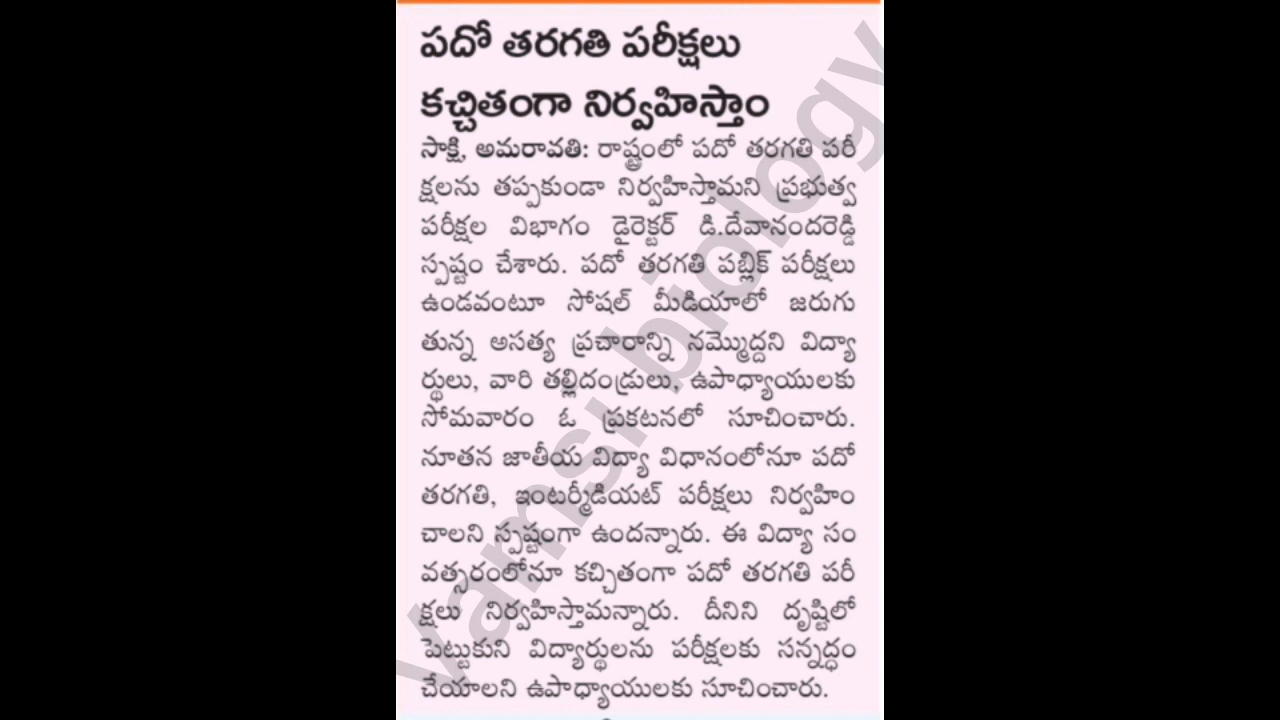 పదో తరగతి పరీక్షలు
కచ్చితంగా నిర్వహిస్తాం
సాక్షి, అమరావతి: రాష్ట్రంలో పదో తరగతి పరీ
క్షలను తప్పకుండా నిర్వహిస్తామని ప్రభుత్వ
పరీక్షల విభాగం డైరెక్టర్ డి.దేవానందరెడ్డి
స్పష్టం చేశారు. పదో తరగతి పబ్లిక్ పరీక్షలు
ఉండవంటూ సోషల్ మీడియాలో జరుగు
తున్న అసత్య ప్రచారాన్ని నమ్మొద్దని విద్యా
ర్థులు, వారి తల్లిదండ్రులు, ఉపాధ్యాయులకు
సోమవారం ఓ ప్రకటనలో సూచించారు.
నూతన జాతీయ విద్యా విధానంలోనూ పదో
తరగతి, ఇంటర్మీడియట్ పరీక్షలు నిర్వహిం
చాలని స్పష్టంగా ఉందన్నారు. ఈ విద్యా సం
వత్సరంలోనూ కచ్చితంగా పదో తరగతి పరీ
క్షలు నిర్వహిస్తామన్నారు. దీనిని దృష్టిలో
పెట్టుకుని విద్యార్థులను పరీక్షలకు సన్నద్ధం
చేయాలని ఉపాధ్యాయులకు సూచించారు.
Vamsi biology